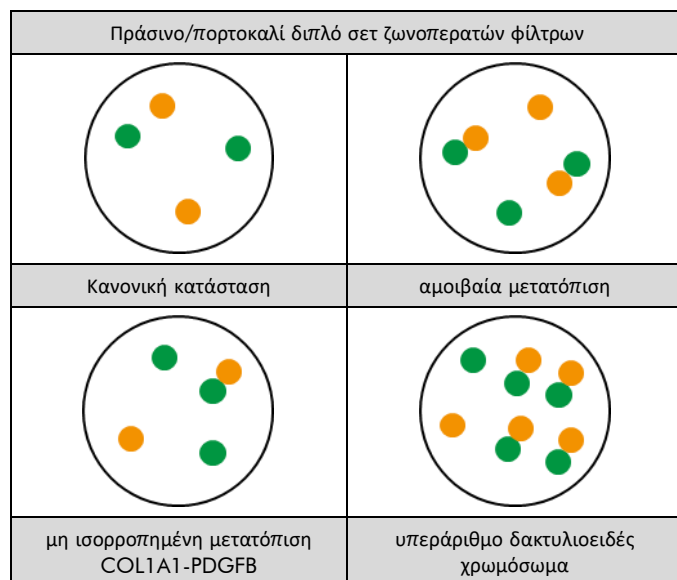 Πράσινο/πορτοκαλί διπλό σετ ζωνοπερατών φίλτρων
Κανονική κατάσταση
αμοιβαία μετατόπιση
μη ισορροπημένη μετατόπιση
COL1A1-PDGFB
υπεράριθμο δακτυλιοειδές
χρωμόσωμα